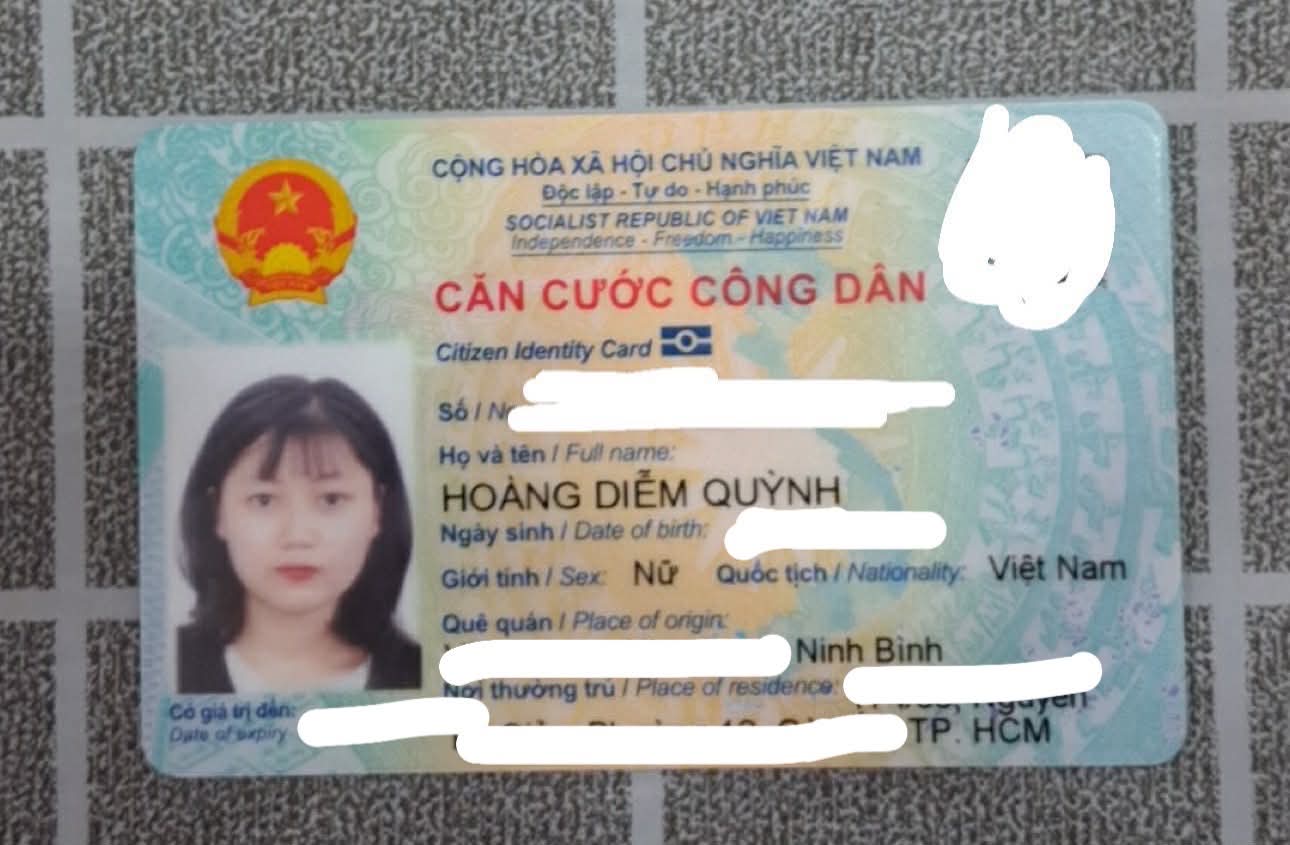 CỘNG HÒA XÃ HỘI CHỦ NGHĨA VIỆT NAM
Độc lập - Tự do - Hạnh phúc
SOCIALIST REPUBLIC OF VIET NAM
Independence - Freedom - Happiness
CĂN CƯỚC CÔNG DÂN
Citizen Identity Card
Số /
Họ và tên / Full name:
HOÀNG DIỄM QUỲNH
Ngày sinh / Date of birth:
Giới tính / Sex: Nữ Quốc tịch / Nationality: Việt Nam
Quê quán / Place of origin:
Ninh Bình
Nơi thường trú / Place of residence:
Nguyễn
TP. HCM
Có giá trị đến:
Date of expiry